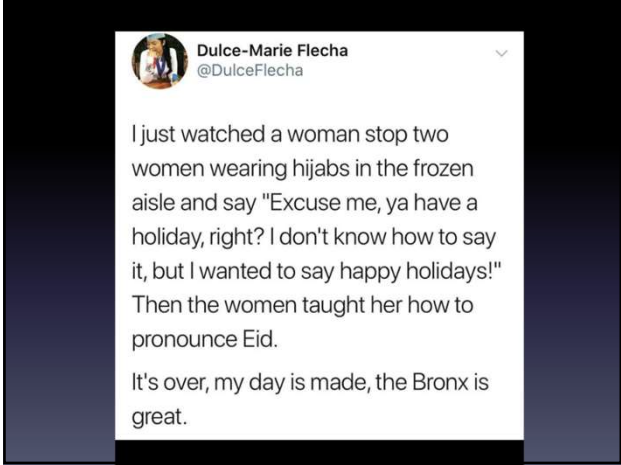 Dulce-Marie Flecha
@DulceFlecha
I just watched a woman stop two
women wearing hijabs in the frozen
aisle and say "Excuse me, ya have a
holiday, right? I don't know how to say
it, but I wanted to say happy holidays!"
Then the women taught her how to
pronounce Eid.
It's over, my day is made, the Bronx is
great.